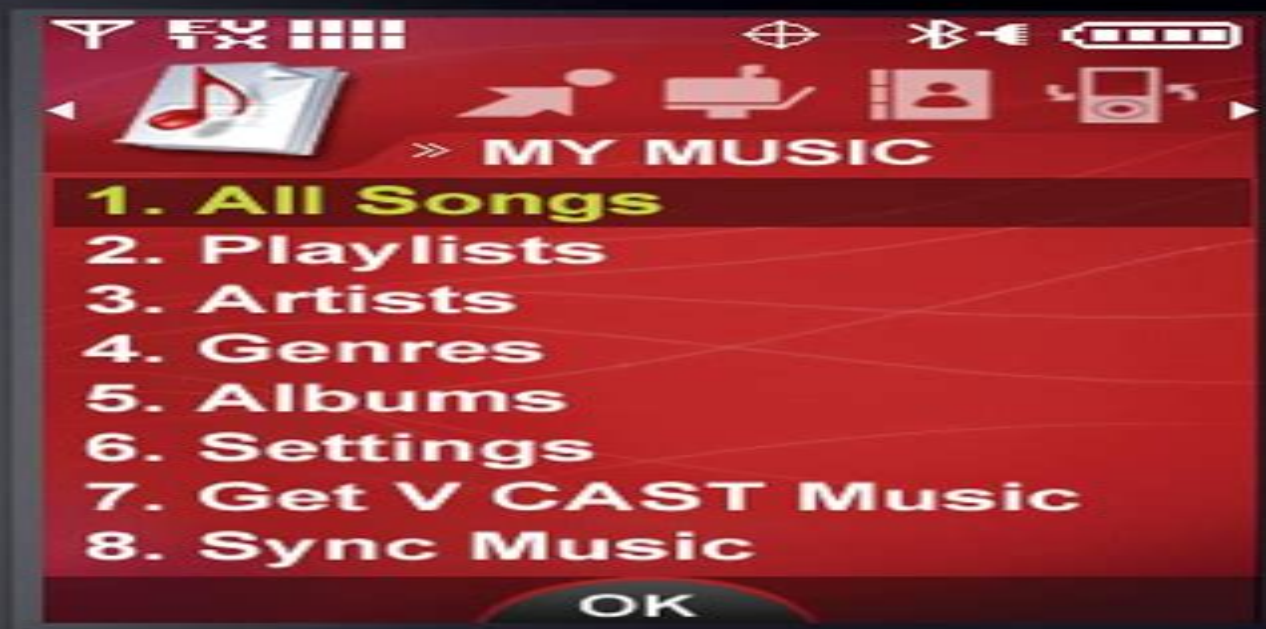 MY MUSIC
1. All Songs
2. Playlists
3. Artists
4. Genres
5. Albums
6. Settings
7. Get V CAST Music
8. Sync Music
OK